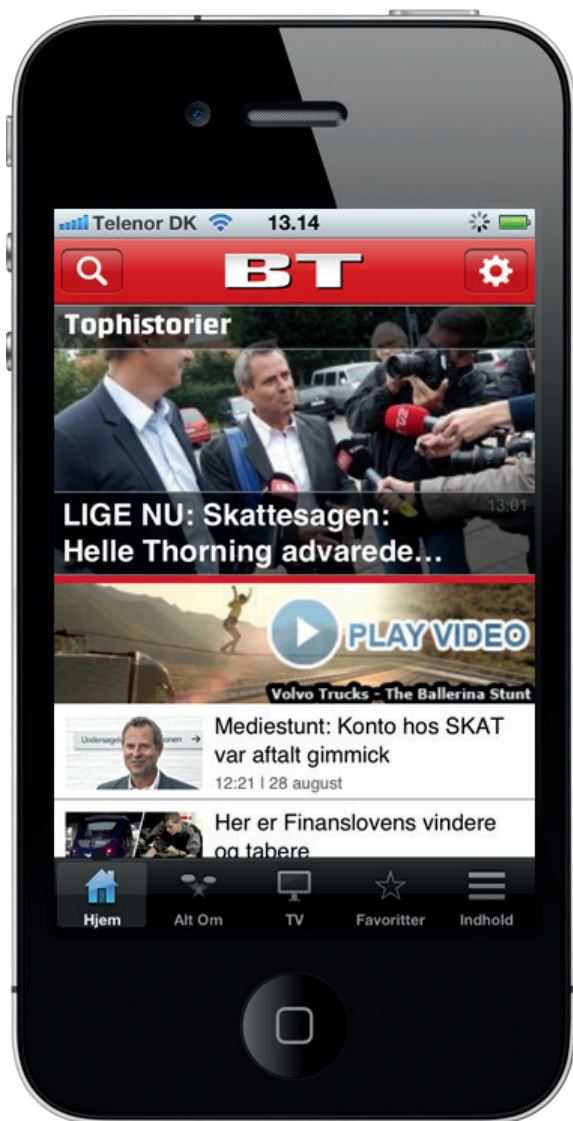 Telenor DK 13.14
BT
Tophistorier
13:01
LIGE NU: Skattesagen:
Helle Thorning advarede...
PLAY VIDEO
Volvo Trucks - The Ballerina Stunt
Mediestunt: Konto hos SKAT
var aftalt gimmick
12:21 | 28 august
Her er Finanslovens vindere
og tabere
Hjem Alt Om TV Favoritter Indhold